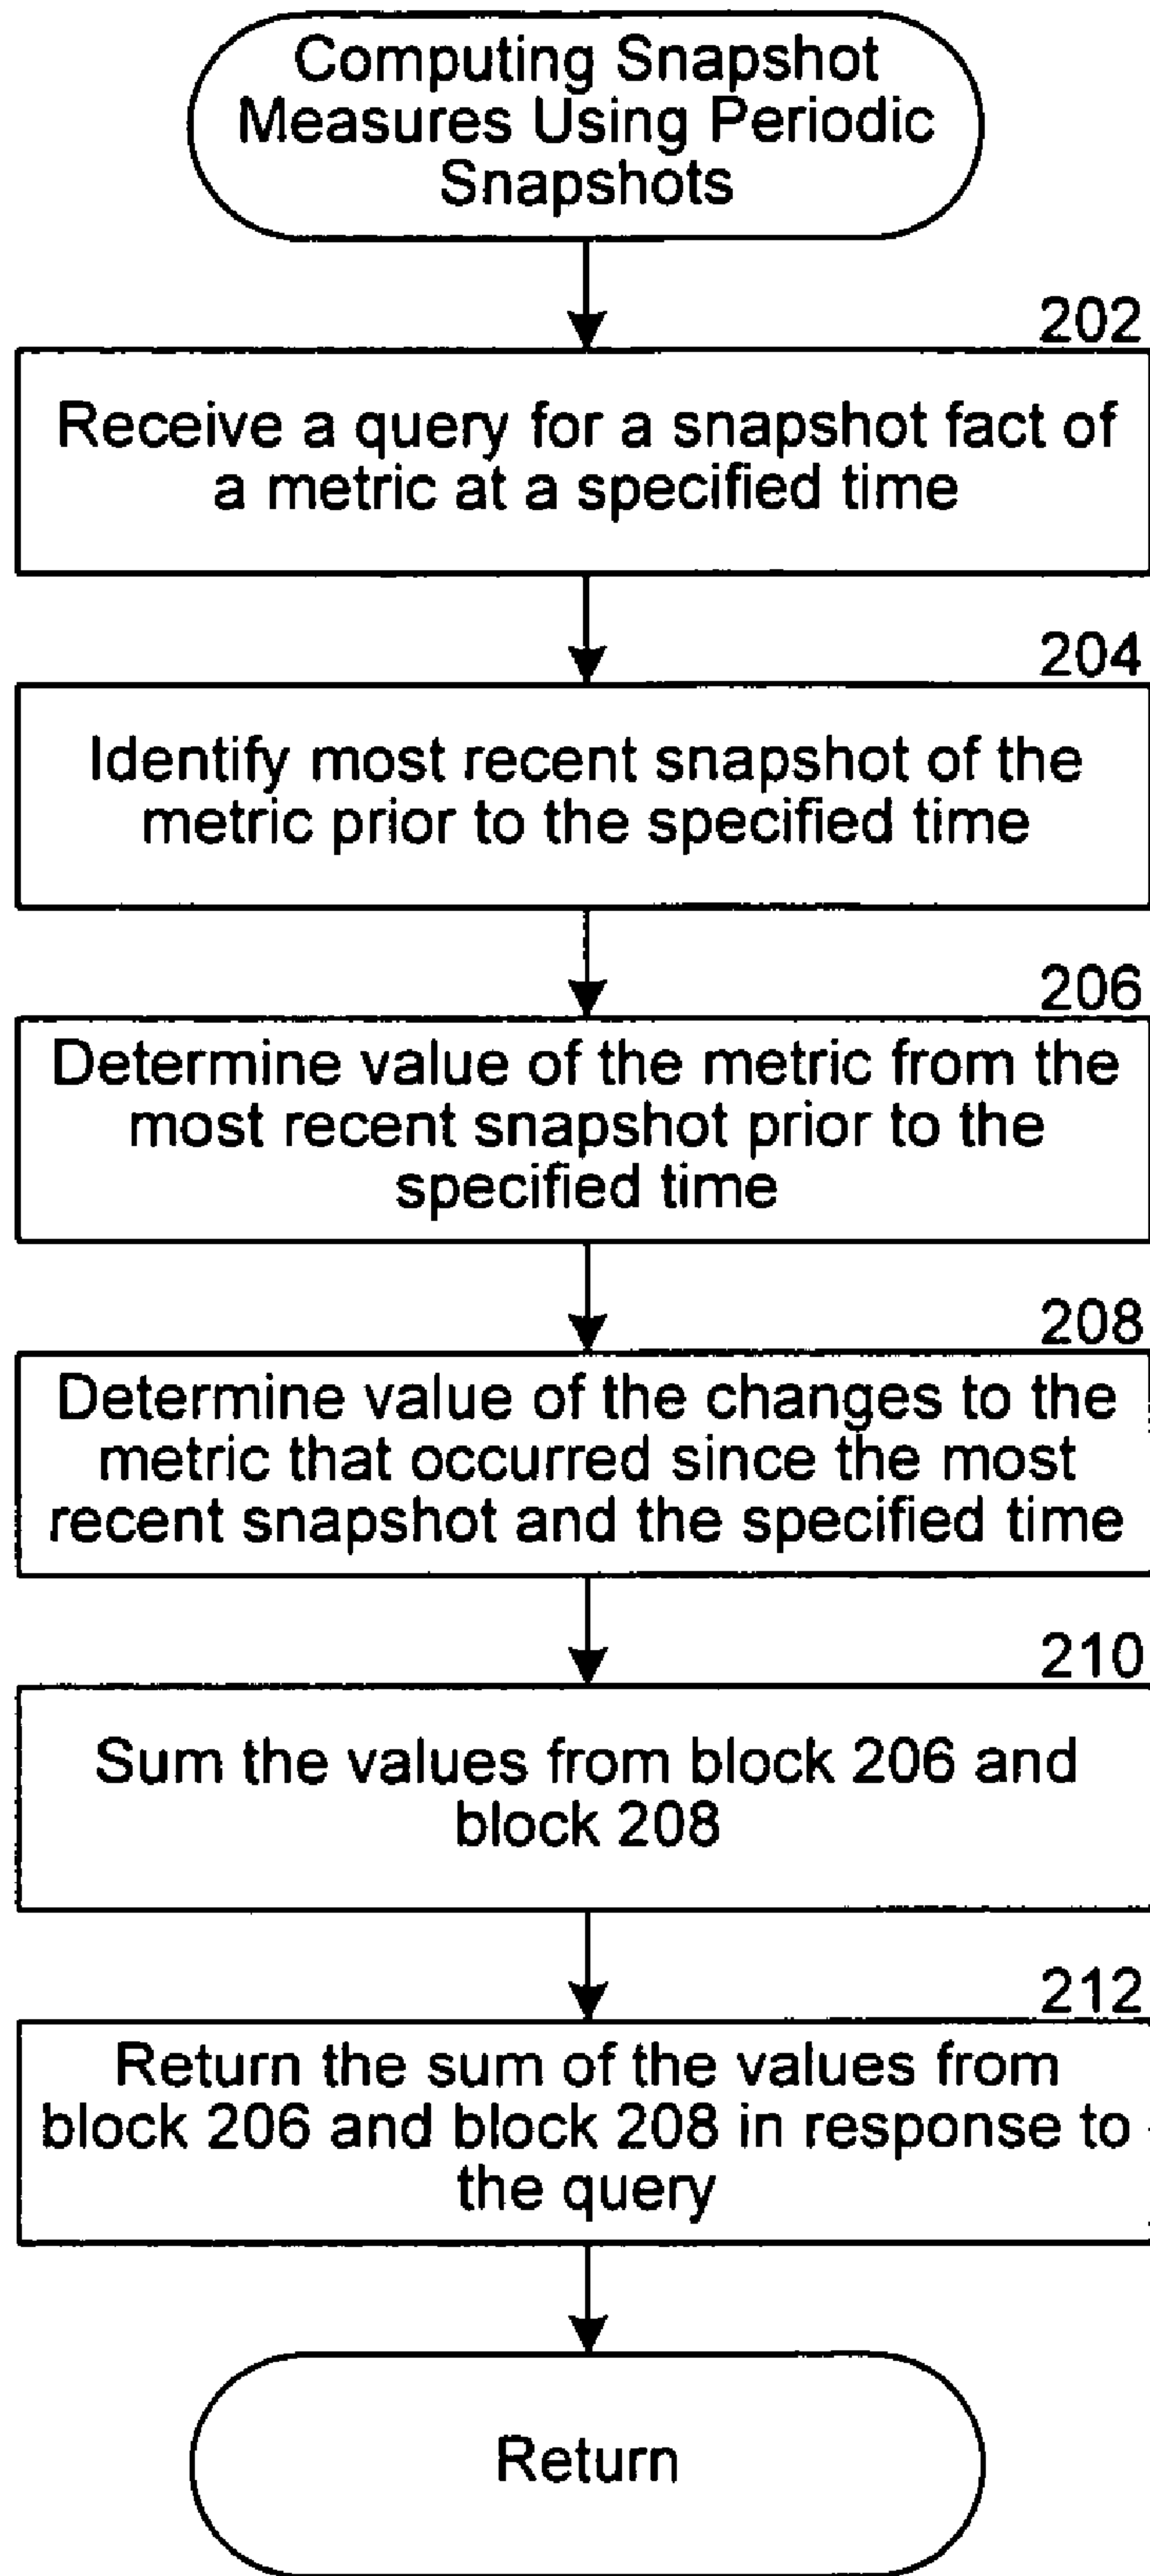 Computing Snapshot
Measures Using Periodic
Snapshots
202
Receive a query for a snapshot fact of
a metric at a specified time
204
Identify most recent snapshot of the
metric prior to the specified time
206
Determine value of the metric from the
most recent snapshot prior to the
specified time
208
Determine value of the changes to the
metric that occurred since the most
recent snapshot and the specified time
210
Sum the values from block 206 and
block 208
212
Return the sum of the values from
block 206 and block 208 in response to
the query
Return